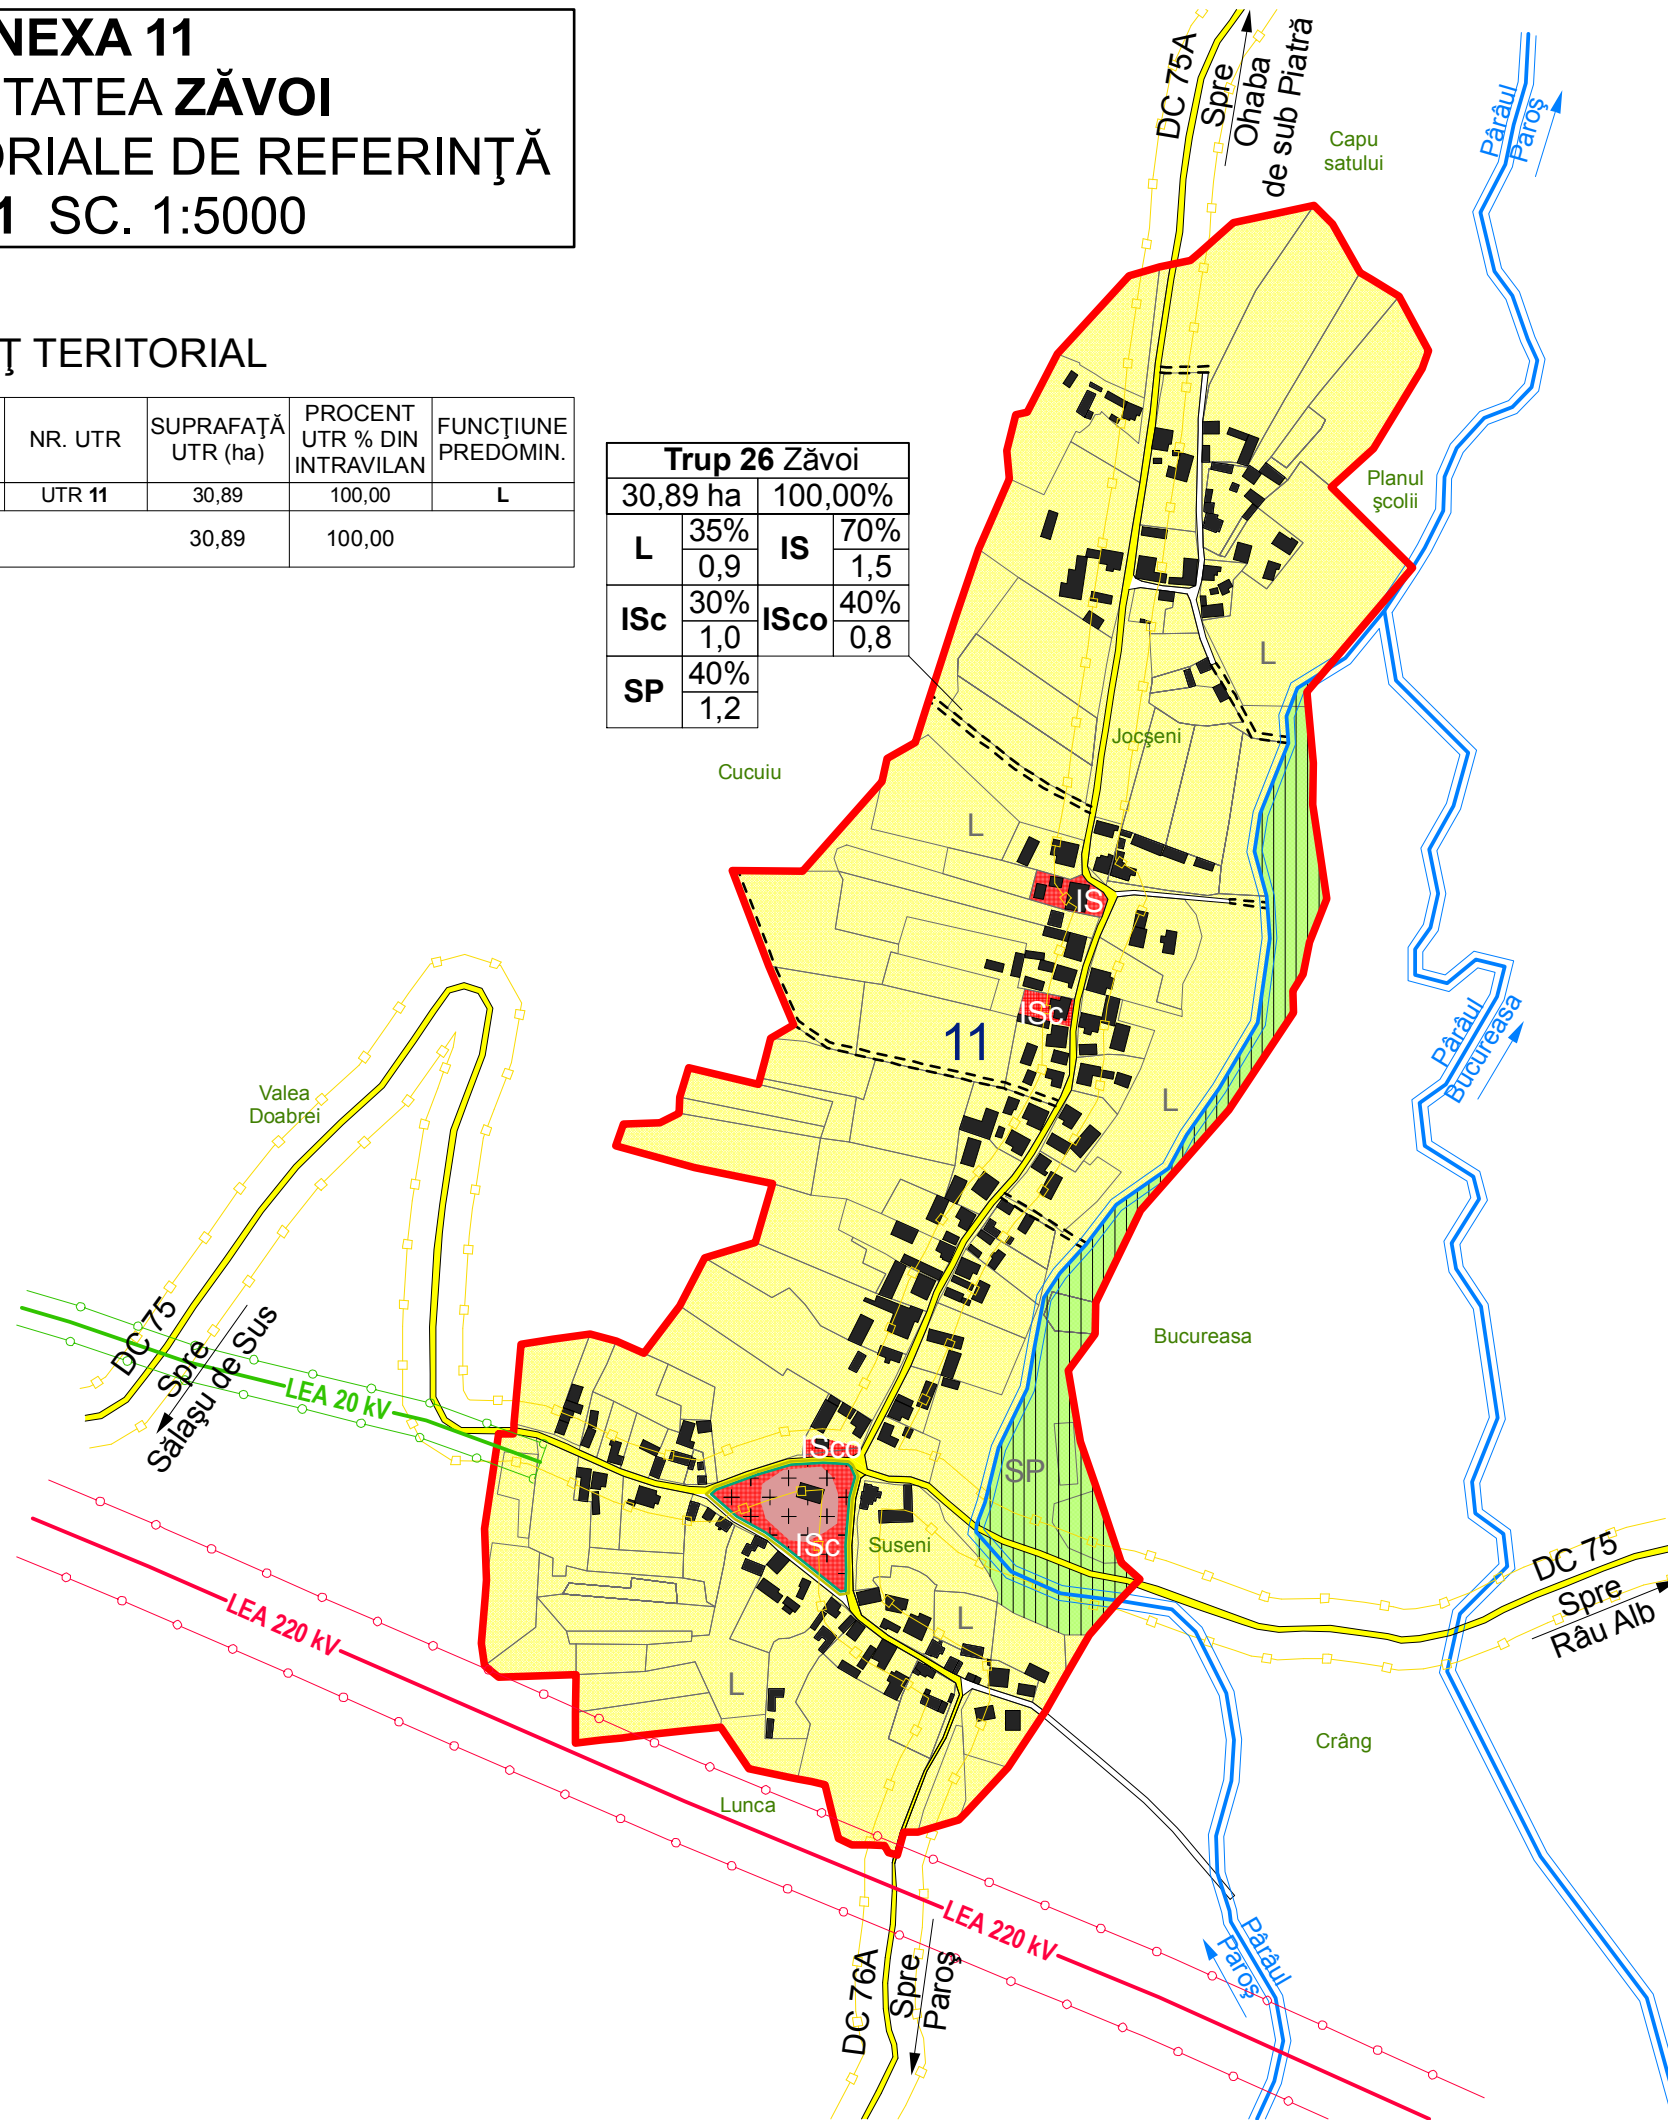 NEXA 11
TATEA ZĂVOI
ORIALE DE REFERINŢĂ
1 SC. 1:5000
Ţ TERITORIAL
NR. UTR
SUPRAFAŢĂ
UTR (ha)
PROCENT
UTR % DIN
INTRAVILAN
FUNCŢIUNE
PREDOMIN.
UTR 11
30,89
100,00
L
30,89
100,00
Trup 26 Zăvoi
30,89 ha
100,00%
L
35%
0,9
IS
70%
1,5
ISc
30%
1,0
ISco
40%
0,8
SP
40%
1,2
DC 75A
Spre
Ohaba
de sub Piatră
Capu
satului
Pârâul
Paroş
Planul
şcolii
L
Jocşeni
Cucuiu
L
IS
ISc
11
L
Pârâul
Bucureasa
Valea
Doabrei
Bucureasa
DC 75
Spre
Sălaşu de Sus
LEA 20 kV
ISco
SP
ISc
Suseni
DC 75
Spre
Râu Alb
LEA 220 kV
L
L
Crâng
Lunca
LEA 220 kV
DC 76A
Spre
Paroş
Pârâul
Paroş